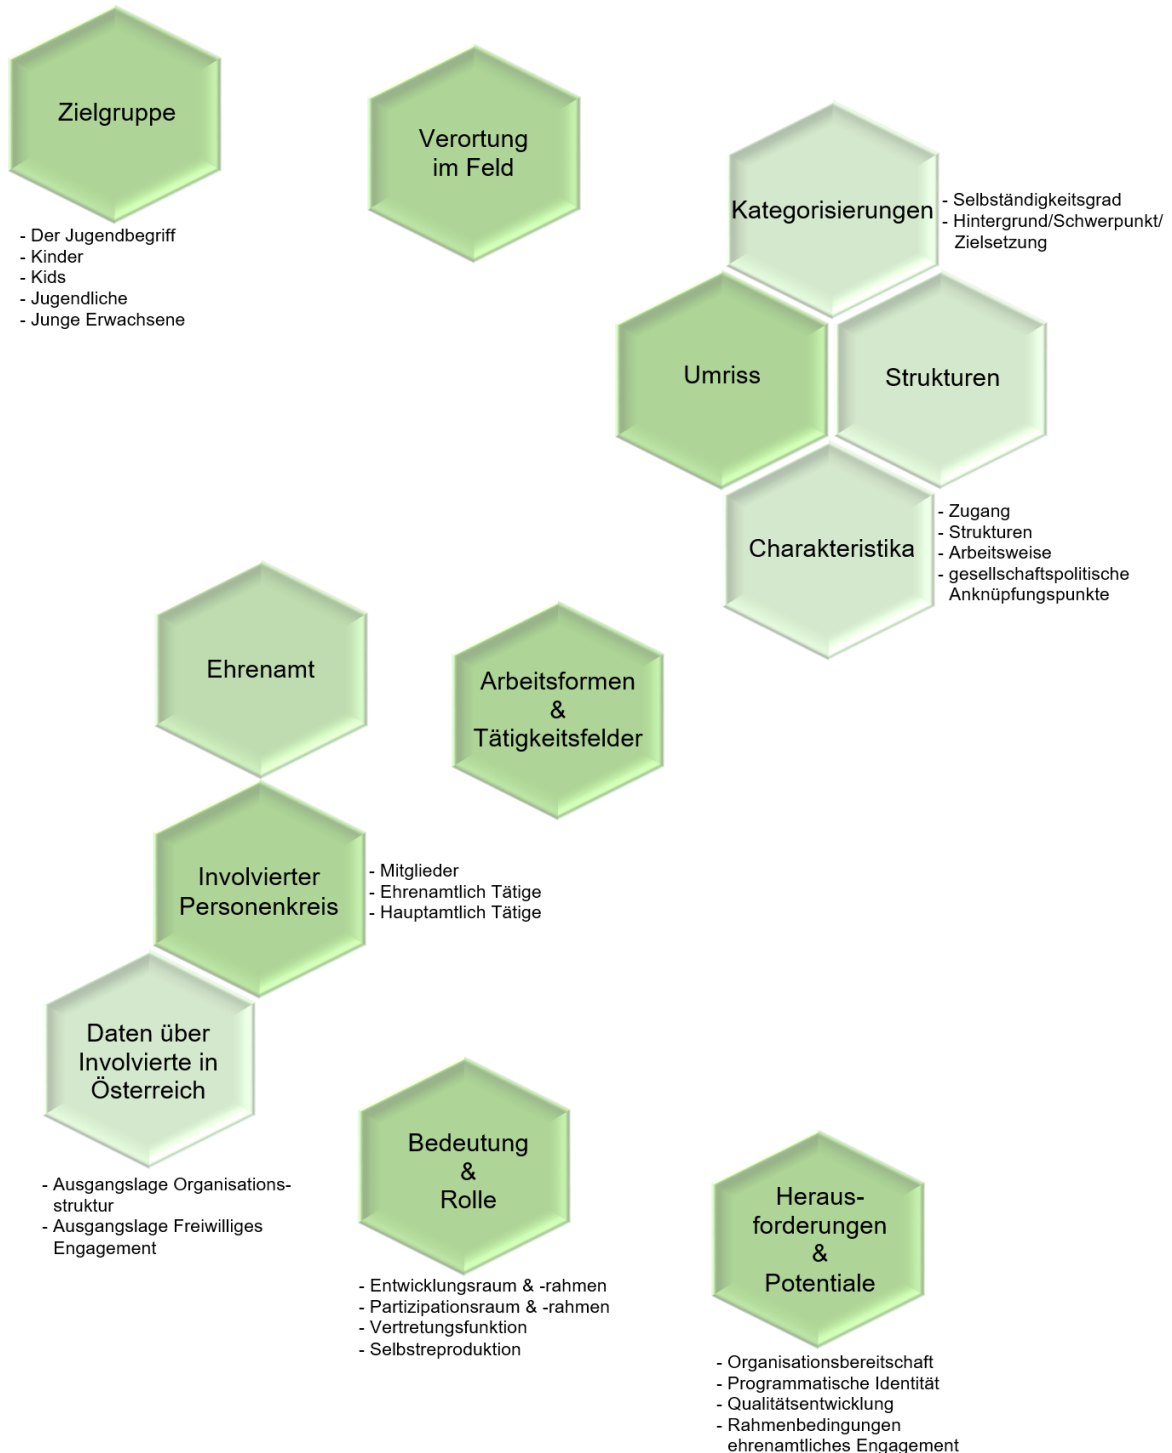 Zielgruppe
- Der Jugendbegriff
- Kinder
- Kids
- Jugendliche
- Junge Erwachsene
Verortung
im Feld
Kategorisierungen
- Selbständigkeitsgrad
- Hintergrund/Schwerpunkt/
Zielsetzung
Umriss
Strukturen
Charakteristika
- Zugang
- Strukturen
- Arbeitsweise
- gesellschaftspolitische
Anknüpfungspunkte
Ehrenamt
Arbeitsformen
&
Tätigkeitsfelder
Involvierter
Personenkreis
- Mitglieder
- Ehrenamtlich Tätige
- Hauptamtlich Tätige
Daten über
Involvierte in
Österreich
- Ausgangslage Organisations-
struktur
- Ausgangslage Freiwilliges
Engagement
Bedeutung
&
Rolle
- Entwicklungsraum & -rahmen
- Partizipationsraum & -rahmen
- Vertretungsfunktion
- Selbstreproduktion
Heraus-
forderungen
&
Potentiale
- Organisationsbereitschaft
- Programmatische Identität
- Qualitätsentwicklung
- Rahmenbedingungen
ehrenamtliches Engagement